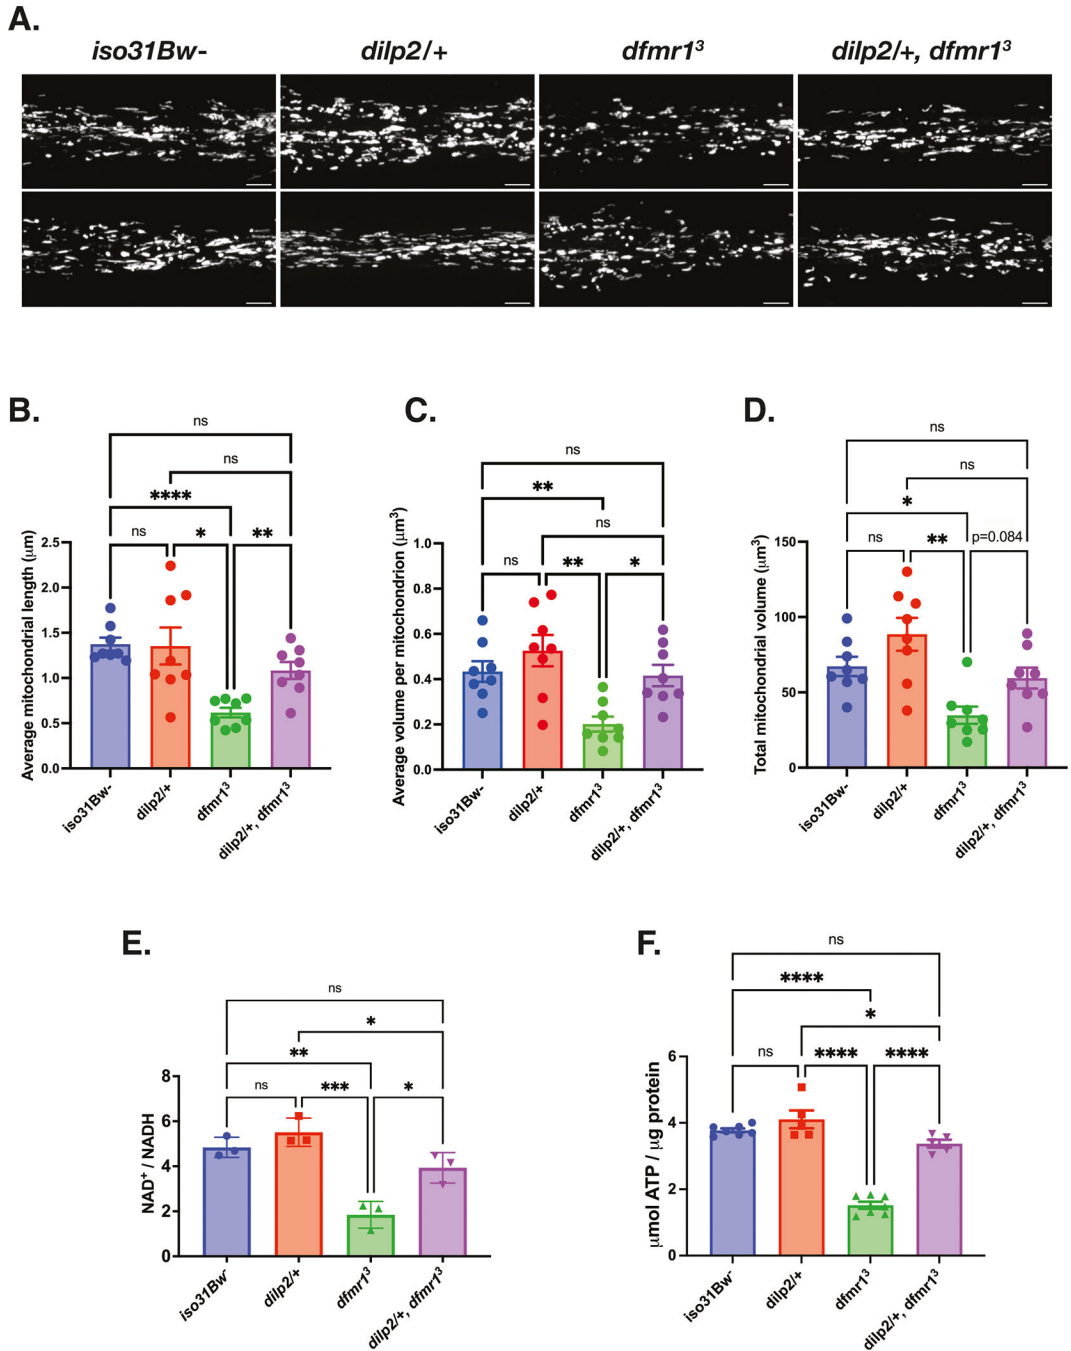 A.
iso31Bw-
dilp2/+
dfmr1³
dilp2/+, dfmr1³
B.
ns
ns
****
ns
*
**
Average mitochondrial length (μm)
2.5
2.0
1.5
1.0
0.5
0.0
iso31Bw-
dilp2/+
dfmr1³
dilp2/+, dfmr1³
C.
ns
**
ns
ns
**
*
Average volume per mitochondrion (μm³)
1.0
0.8
0.6
0.4
0.2
0.0
iso31Bw-
dilp2/+
dfmr1³
dilp2/+, dfmr1³
D.
ns
ns
*
ns
**
p=0.084
Total mitochondrial volume (μm³)
150
100
50
0
iso31Bw-
dilp2/+
dfmr1³
dilp2/+, dfmr1³
E.
ns
*
**
ns
***
*
NAD⁺ / NADH
8
6
4
2
0
iso31Bw⁻
dilp2/+
dfmr1³
dilp2/+, dfmr1³
F.
ns
****
*
ns
****
****
μmol ATP / μg protein
6
4
2
0
iso31Bw⁻
dilp2/+
dfmr1³
dilp2/+, dfmr1³